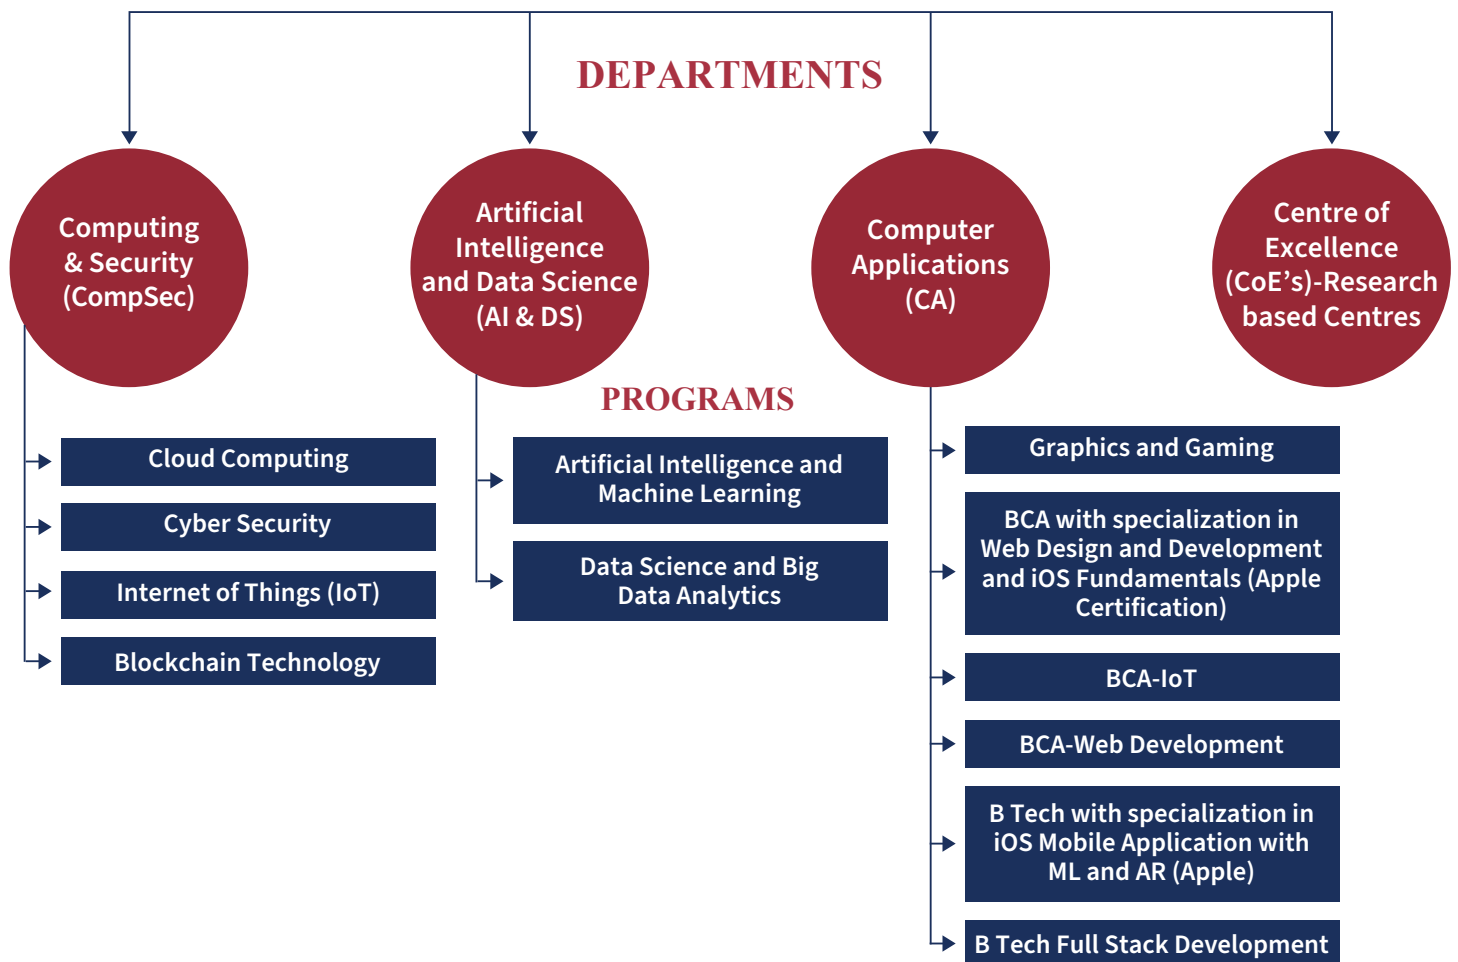 DEPARTMENTS
Computing
& Security
(CompSec)
Artificial
Intelligence
and Data Science
(AI & DS)
Computer
Applications
(CA)
Centre of
Excellence
(CoE’s)-Research
based Centres
PROGRAMS
Cloud Computing
Cyber Security
Internet of Things (IoT)
Blockchain Technology
Artificial Intelligence and
Machine Learning
Data Science and Big
Data Analytics
Graphics and Gaming
BCA with specialization in
Web Design and Development
and iOS Fundamentals (Apple
Certification)
BCA-IoT
BCA-Web Development
B Tech with specialization in
iOS Mobile Application with
ML and AR (Apple)
B Tech Full Stack Development